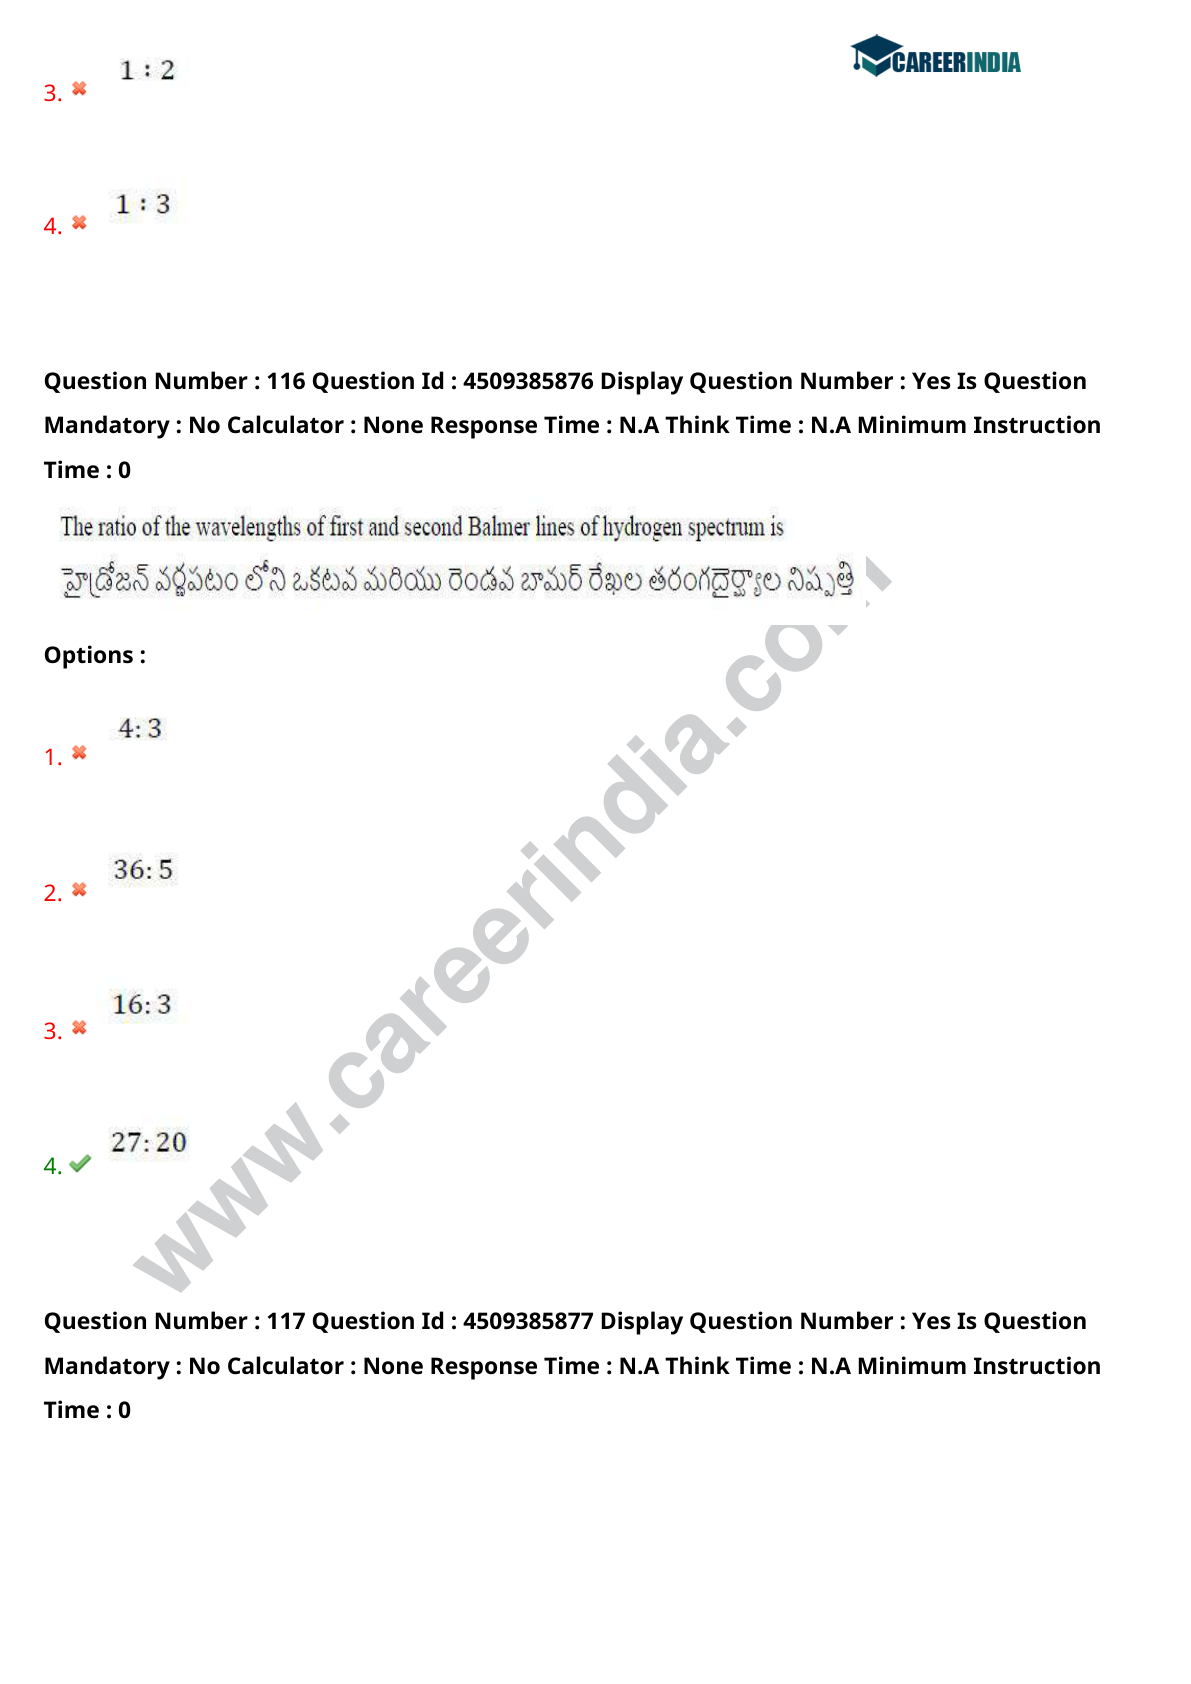 CAREERINDIA
1 : 2
3.
1 : 3
4.
Question Number : 116 Question Id : 4509385876 Display Question Number : Yes Is Question
Mandatory : No Calculator : None Response Time : N.A Think Time : N.A Minimum Instruction
Time : 0
The ratio of the wavelengths of first and second Balmer lines of hydrogen spectrum is
హైడ్రోజన్ వర్ణపటం లోని ఒకటవ మరియు రెండవ బామర్ రేఖల తరంగదైర్ఘ్యాల నిష్పత్తి
Options :
4: 3
1.
36: 5
2.
16: 3
3.
27: 20
4.
www.careerindia.com
Question Number : 117 Question Id : 4509385877 Display Question Number : Yes Is Question
Mandatory : No Calculator : None Response Time : N.A Think Time : N.A Minimum Instruction
Time : 0